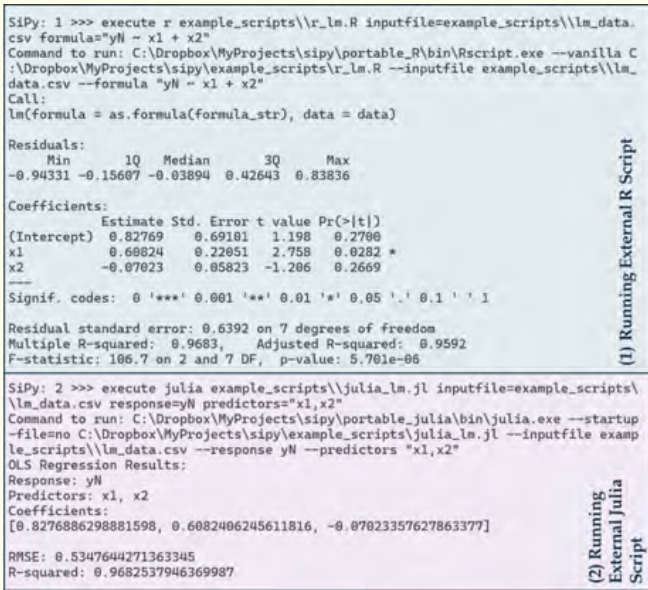 SiPy: 1 >>> execute r example_scripts\\r_lm.R inputfile=example_scripts\\lm_data.
csv formula="yN ~ x1 + x2"
Command to run: C:\Dropbox\MyProjects\sipy\portable_R\bin\Rscript.exe --vanilla C
:\Dropbox\MyProjects\sipy\example_scripts\r_lm.R --inputfile example_scripts\\lm_
data.csv --formula "yN ~ x1 + x2"
Call:
lm(formula = as.formula(formula_str), data = data)
Residuals:
Min 1Q Median 3Q Max
-0.94331 -0.15607 -0.03894 0.42643 0.83836
Coefficients:
Estimate Std. Error t value Pr(>|t|)
(Intercept) 0.82769 0.69101 1.198 0.2700
x1 0.60824 0.22051 2.758 0.0282 *
x2 -0.07023 0.05823 -1.206 0.2669
---
Signif. codes: 0 '***' 0.001 '**' 0.01 '*' 0.05 '.' 0.1 ' ' 1
Residual standard error: 0.6392 on 7 degrees of freedom
Multiple R-squared: 0.9683, Adjusted R-squared: 0.9592
F-statistic: 106.7 on 2 and 7 DF, p-value: 5.701e-06
(1) Running External R Script
SiPy: 2 >>> execute julia example_scripts\\julia_lm.jl inputfile=example_scripts\
\lm_data.csv response=yN predictors="x1,x2"
Command to run: C:\Dropbox\MyProjects\sipy\portable_julia\bin\julia.exe --startup
-file=no C:\Dropbox\MyProjects\sipy\example_scripts\julia_lm.jl --inputfile examp
le_scripts\\lm_data.csv --response yN --predictors "x1,x2"
OLS Regression Results:
Response: yN
Predictors: x1, x2
Coefficients:
[0.8276886298881598, 0.6082406245611816, -0.07023357627863377]
RMSE: 0.5347644271363345
R-squared: 0.9682537946369987
(2) Running
External Julia
Script